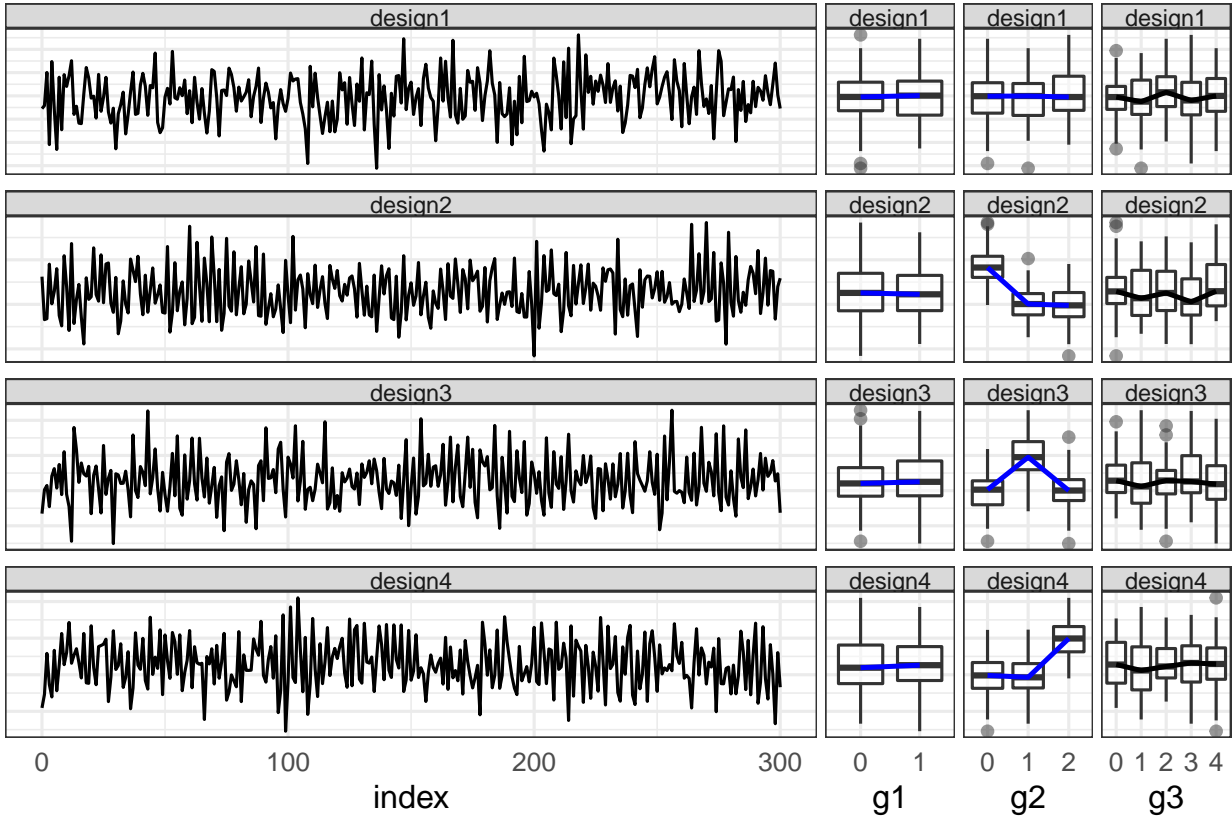 design1 design1 design1 design1
design2 design2 design2 design2
design3 design3 design3 design3
design4 design4 design4 design4
0 100 200 300 0 1 0 1 2 0 1 2 3 4
index g1 g2 g3